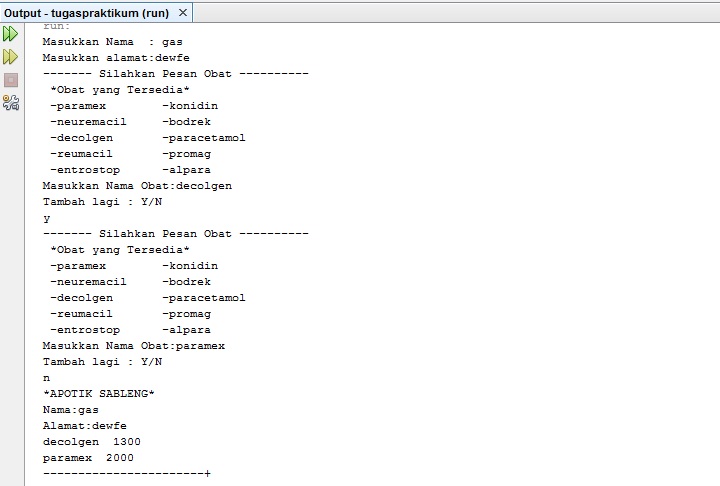 Output - tugaspraktikum (run) ×
run:
Masukkan Nama  : gas
Masukkan alamat:dewfe
------- Silahkan Pesan Obat ----------
 *Obat yang Tersedia*
 -paramex        -konidin
 -neuremacil     -bodrek
 -decolgen       -paracetamol
 -reumacil       -promag
 -entrostop      -alpara
Masukkan Nama Obat:decolgen
Tambah lagi : Y/N
y
------- Silahkan Pesan Obat ----------
 *Obat yang Tersedia*
 -paramex        -konidin
 -neuremacil     -bodrek
 -decolgen       -paracetamol
 -reumacil       -promag
 -entrostop      -alpara
Masukkan Nama Obat:paramex
Tambah lagi : Y/N
n
*APOTIK SABLENG*
Nama:gas
Alamat:dewfe
decolgen  1300
paramex  2000
-----------------------+